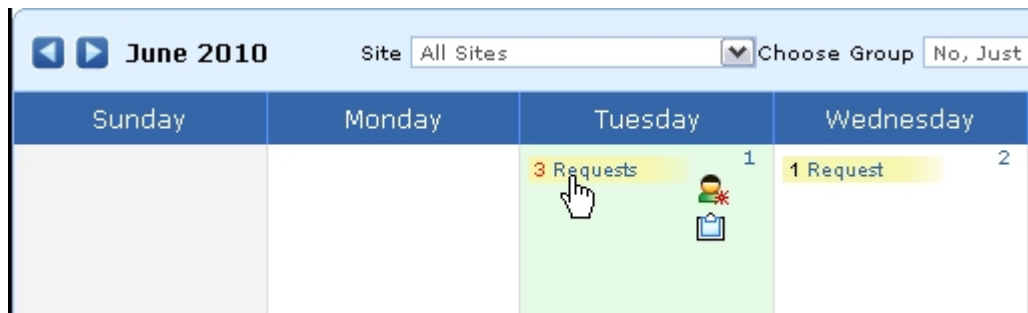 June 2010 Site All Sites Choose Group No, Just
Sunday Monday Tuesday Wednesday
1 2
3 Requests 1 Request